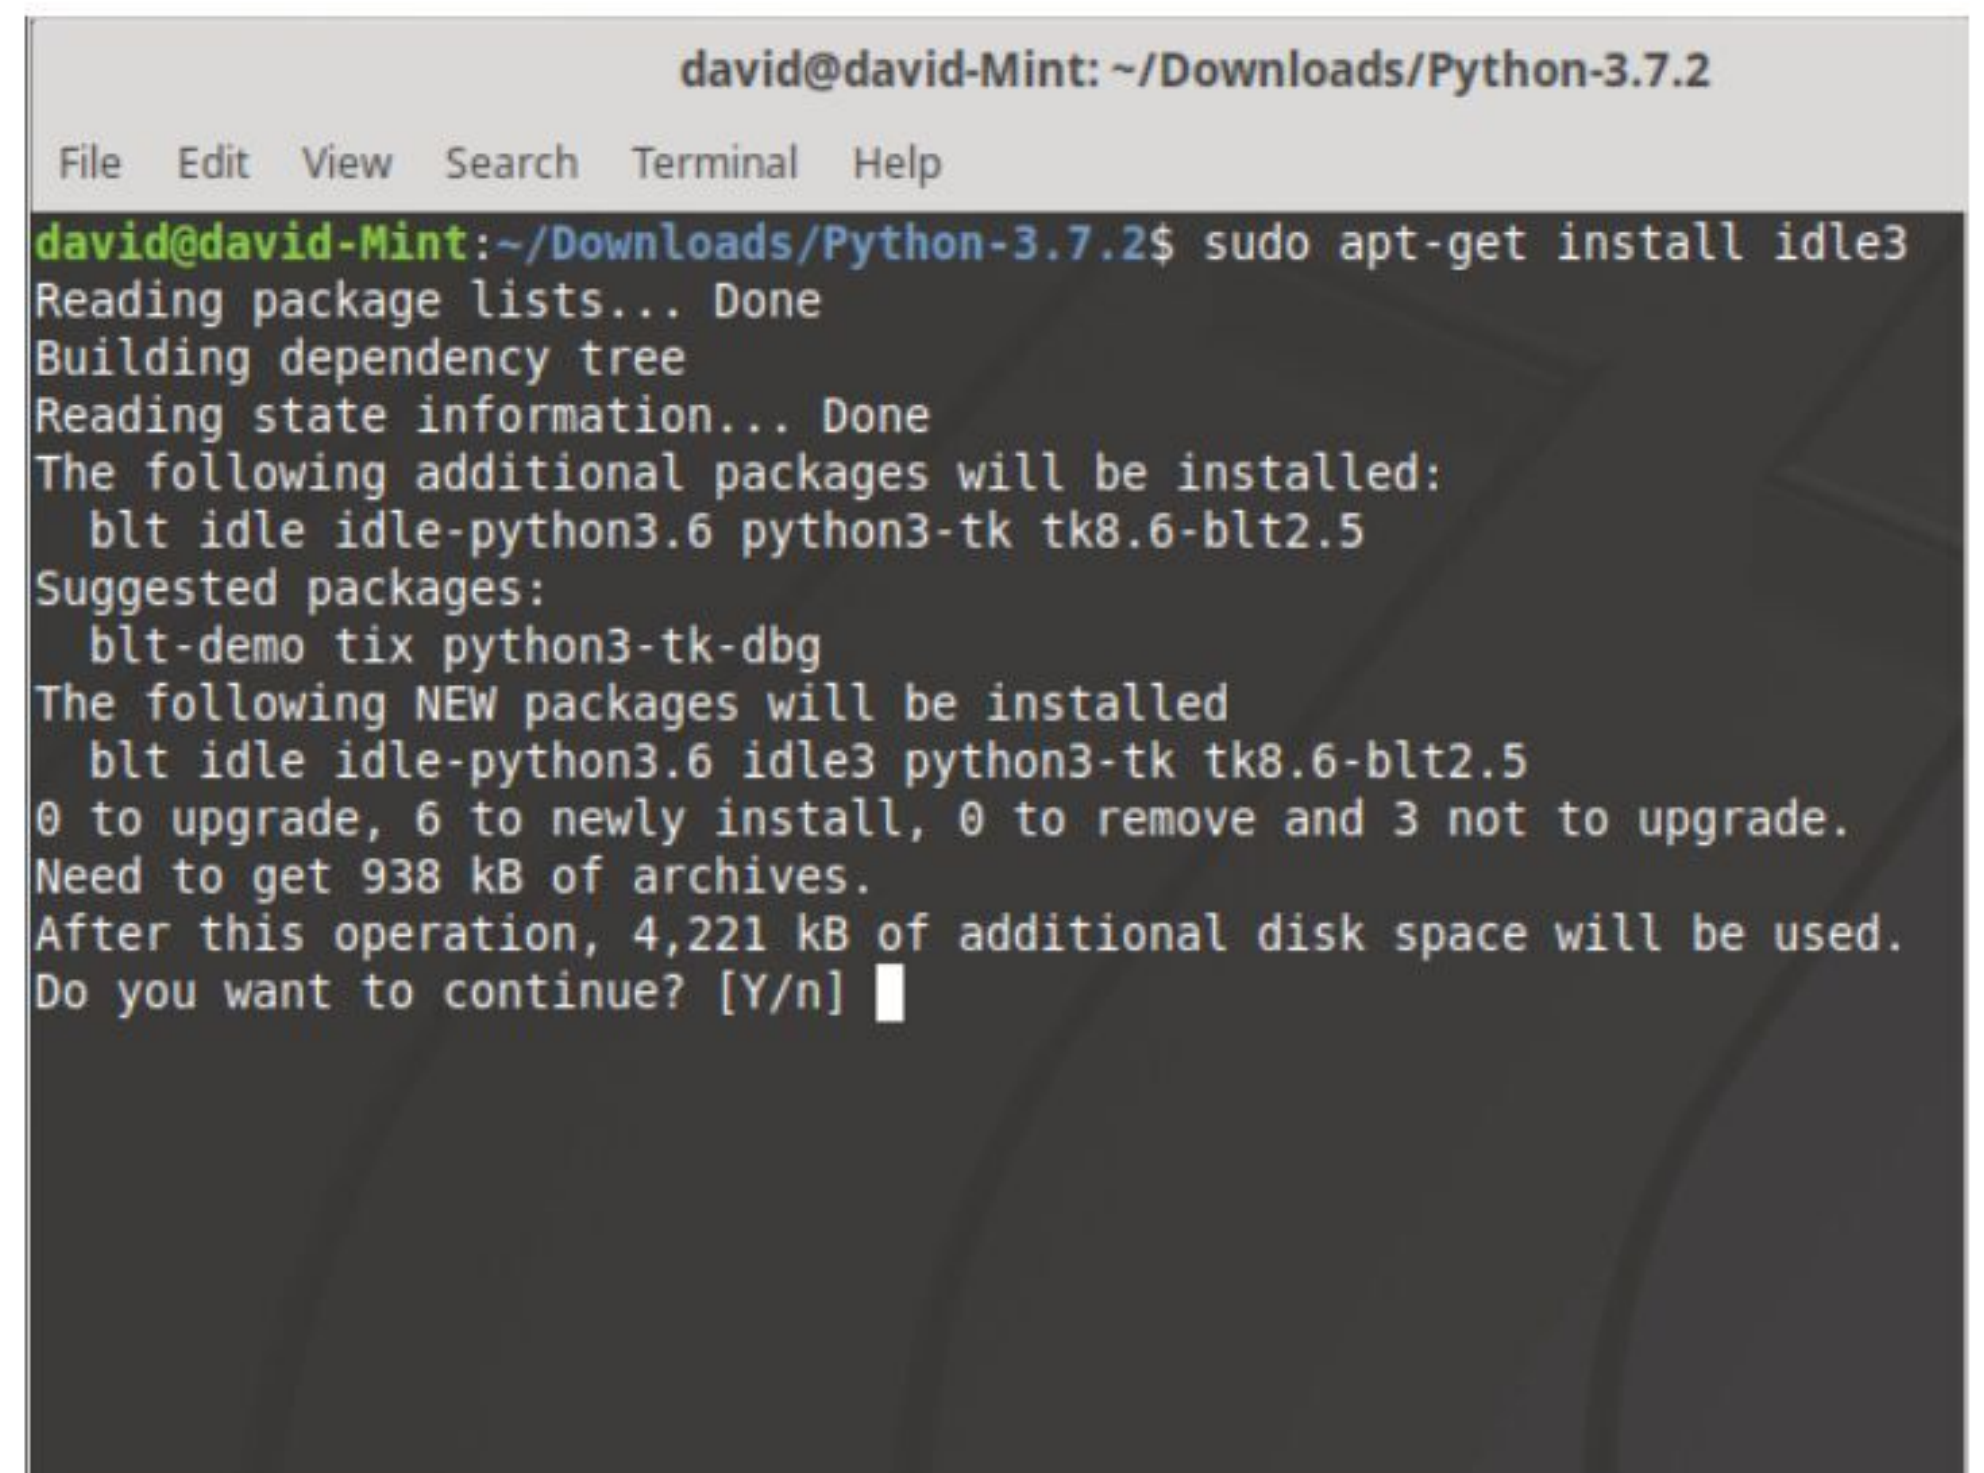 david@david-Mint: ~/Downloads/Python-3.7.2
File Edit View Search Terminal Help
david@david-Mint:~/Downloads/Python-3.7.2$ sudo apt-get install idle3
Reading package lists... Done
Building dependency tree
Reading state information... Done
The following additional packages will be installed:
  blt idle idle-python3.6 python3-tk tk8.6-blt2.5
Suggested packages:
  blt-demo tix python3-tk-dbg
The following NEW packages will be installed
  blt idle idle-python3.6 idle3 python3-tk tk8.6-blt2.5
0 to upgrade, 6 to newly install, 0 to remove and 3 not to upgrade.
Need to get 938 kB of archives.
After this operation, 4,221 kB of additional disk space will be used.
Do you want to continue? [Y/n]